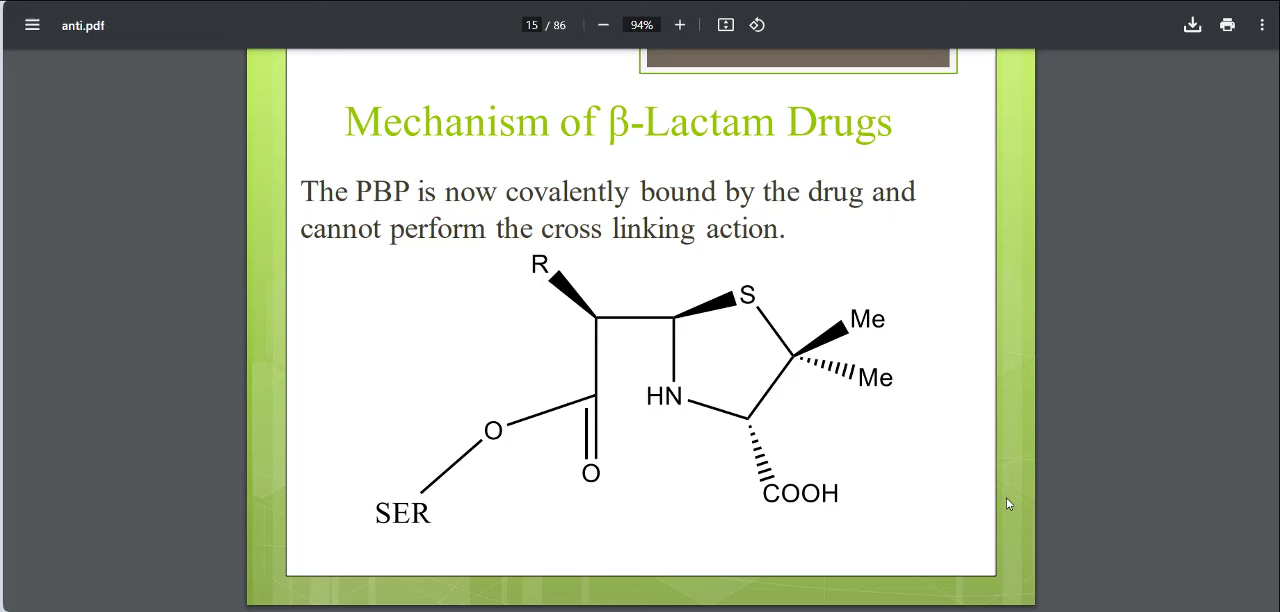 anti.pdf
15 / 86
94%
Mechanism of β-Lactam Drugs
The PBP is now covalently bound by the drug and
cannot perform the cross linking action.
R
S
Me
Me
HN
O
O
COOH
SER